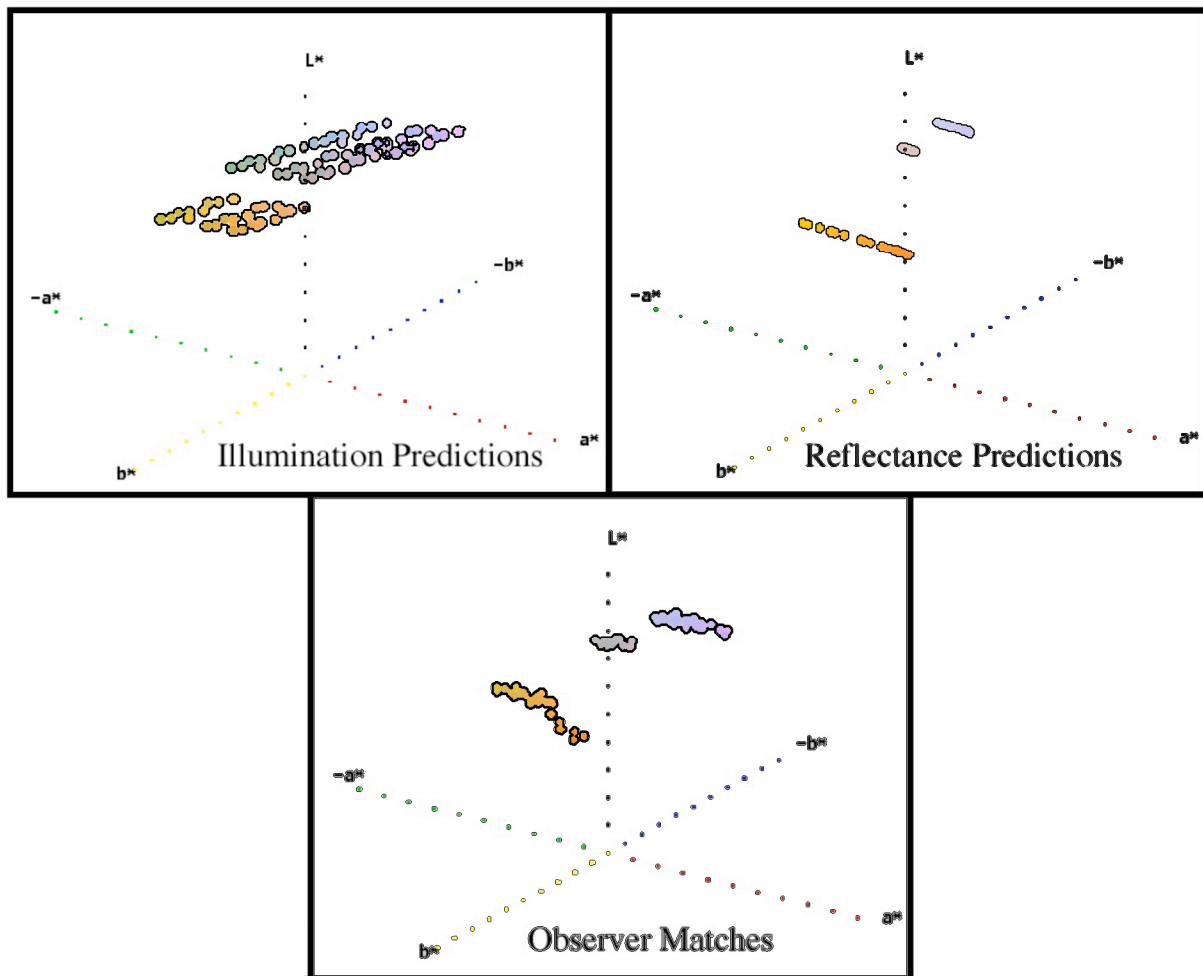 L*
-b*
-a*
a*
b*
Illumination Predictions
L*
-b*
-a*
a*
b*
Reflectance Predictions
L*
-b*
-a*
a*
b*
Observer Matches